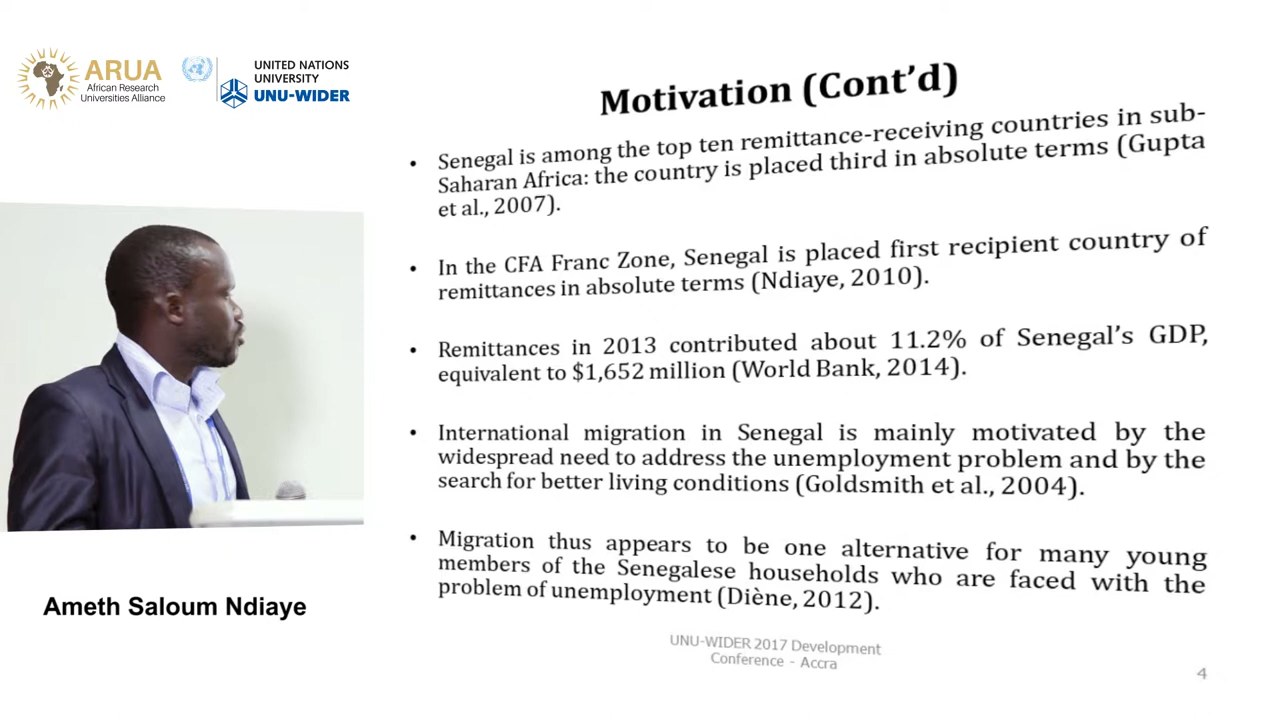 ARUA
African Research
Universities Alliance
UNITED NATIONS
UNIVERSITY
UNU-WIDER
Motivation (Cont’d)
• Senegal is among the top ten remittance-receiving countries in sub-
Saharan Africa: the country is placed third in absolute terms (Gupta
et al., 2007).
• In the CFA Franc Zone, Senegal is placed first recipient country of
remittances in absolute terms (Ndiaye, 2010).
• Remittances in 2013 contributed about 11.2% of Senegal’s GDP,
equivalent to $1,652 million (World Bank, 2014).
• International migration in Senegal is mainly motivated by the
widespread need to address the unemployment problem and by the
search for better living conditions (Goldsmith et al., 2004).
• Migration thus appears to be one alternative for many young
members of the Senegalese households who are faced with the
problem of unemployment (Diène, 2012).
Ameth Saloum Ndiaye
UNU-WIDER 2017 Development
Conference - Accra
4